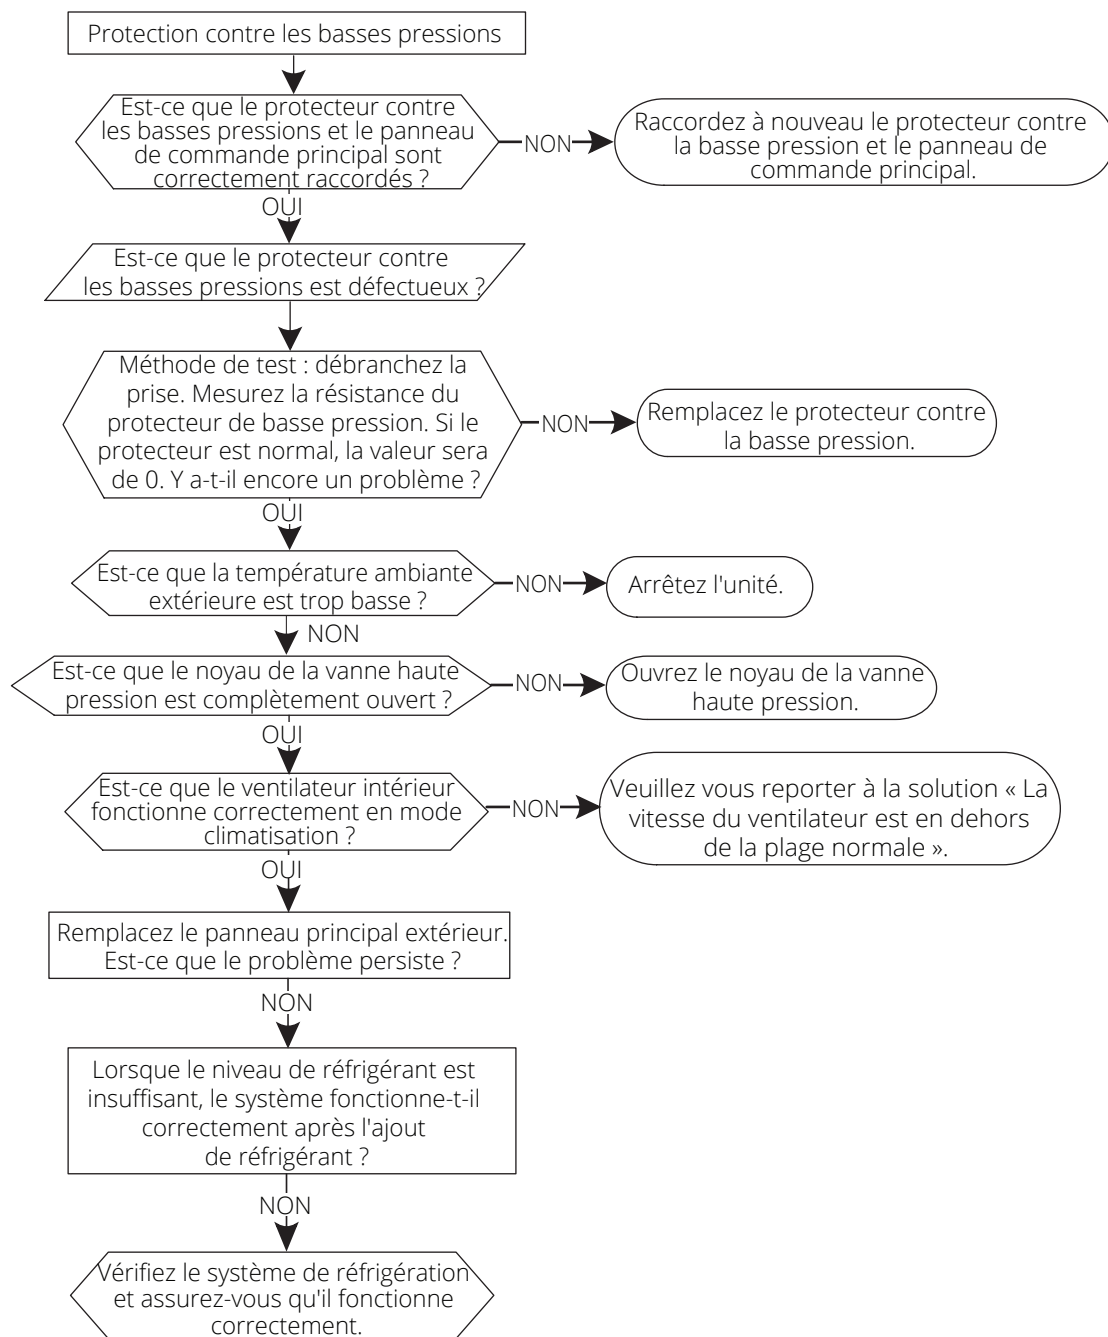 Protection contre les basses pressions
Est-ce que le protecteur contre
les basses pressions et le panneau
de commande principal sont
correctement raccordés ?
NON
Raccordez à nouveau le protecteur contre
la basse pression et le panneau de
commande principal.
OUI
Est-ce que le protecteur contre
les basses pressions est défectueux ?
Méthode de test : débranchez la
prise. Mesurez la résistance du
protecteur de basse pression. Si le
protecteur est normal, la valeur sera
de 0. Y a-t-il encore un problème ?
NON
Remplacez le protecteur contre
la basse pression.
OUI
Est-ce que la température ambiante
extérieure est trop basse ?
NON
Arrêtez l'unité.
NON
Est-ce que le noyau de la vanne haute
pression est complètement ouvert ?
NON
Ouvrez le noyau de la vanne
haute pression.
OUI
Est-ce que le ventilateur intérieur
fonctionne correctement en mode
climatisation ?
NON
Veuillez vous reporter à la solution « La
vitesse du ventilateur est en dehors
de la plage normale ».
OUI
Remplacez le panneau principal extérieur.
Est-ce que le problème persiste ?
NON
Lorsque le niveau de réfrigérant est
insuffisant, le système fonctionne-t-il
correctement après l'ajout
de réfrigérant ?
NON
Vérifiez le système de réfrigération
et assurez-vous qu'il fonctionne
correctement.